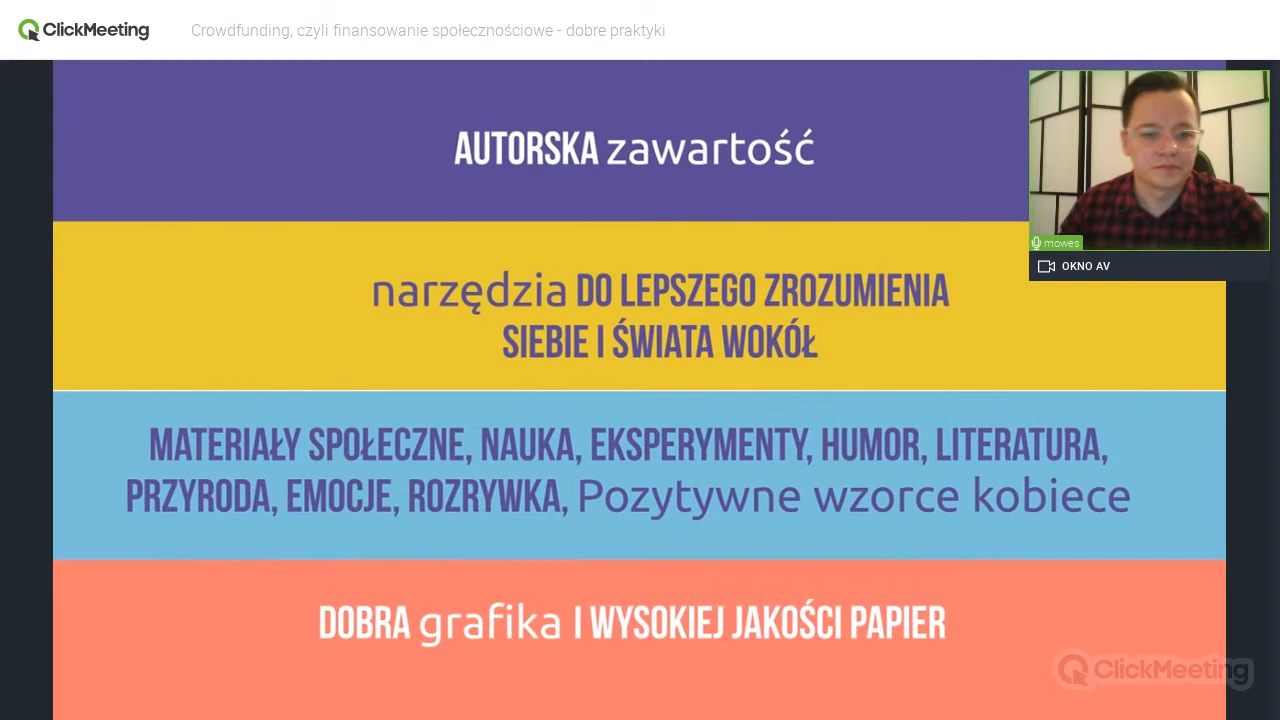 ClickMeeting
Crowdfunding, czyli finansowanie społecznościowe - dobre praktyki
AUTORSKA zawartość
mowes
OKNO AV
narzędzia DO LEPSZEGO ZROZUMIENIA
SIEBIE I ŚWIATA WOKÓŁ
MATERIAŁY SPOŁECZNE, NAUKA, EKSPERYMENTY, HUMOR, LITERATURA,
PRZYRODA, EMOCJE, ROZRYWKA, Pozytywne wzorce kobiece
DOBRA grafika I WYSOKIEJ JAKOŚCI PAPIER
ClickMeeting